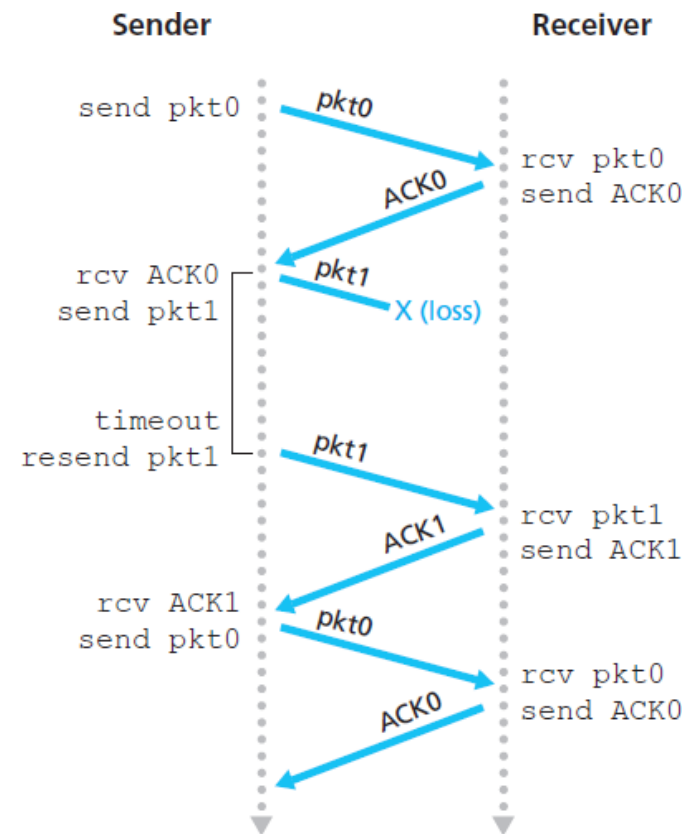 Sender Receiver
send pkt0
pkt0
rcv pkt0
send ACK0
ACK0
rcv ACK0
send pkt1
pkt1
X (loss)
timeout
resend pkt1
pkt1
rcv pkt1
send ACK1
ACK1
rcv ACK1
send pkt0
pkt0
rcv pkt0
send ACK0
ACK0